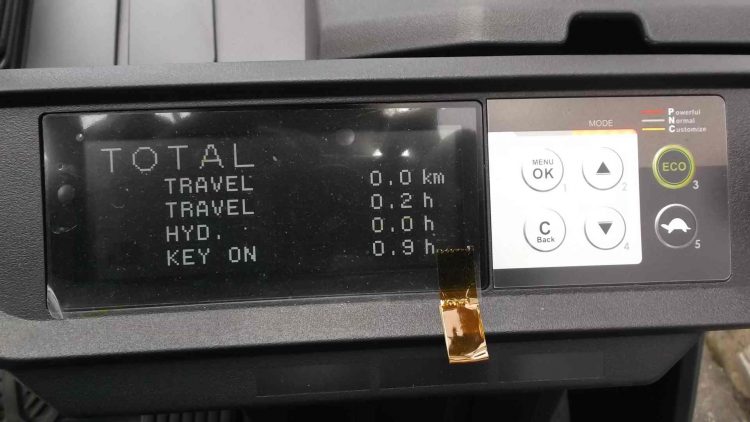 TOTAL
TRAVEL 0.0 km
TRAVEL 0.2 h
HYD. 0.0 h
KEY ON 0.9 h
MODE
Powerful
Normal
Customize
MENU
OK
1
2
ECO
3
C
Back
4
5